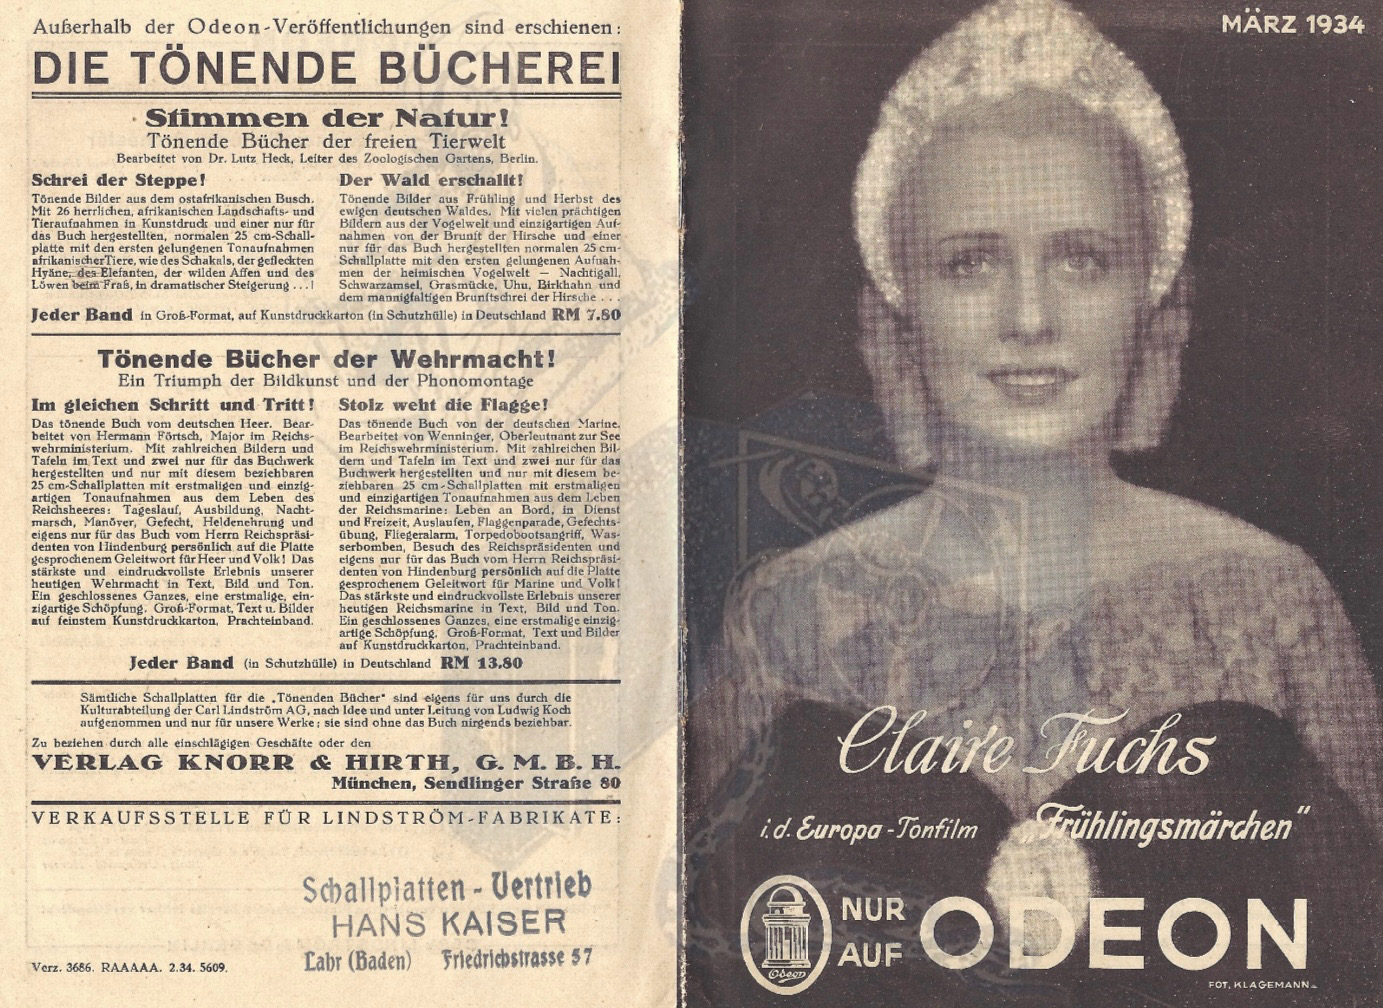 Außerhalb der Odeon-Veröffentlichungen sind erschienen:
DIE TÖNENDE BÜCHEREI
Stimmen der Natur!
Tönende Bücher der freien Tierwelt
Bearbeitet von Dr. Lutz Heck, Leiter des Zoologischen Gartens, Berlin.
Schrei der Steppe!
Tönende Bilder aus dem ostafrikanischen Busch.
Mit 26 herrlichen, afrikanischen Landschafts- und
Tieraufnahmen in Kunstdruck und einer nur für
das Buch hergestellten, normalen 25 cm-Schall-
platte mit den ersten gelungenen Tonaufnahmen
afrikanischer Tiere, wie des Schakals, der gefleckten
Hyäne, des Elefanten, der wilden Affen und des
Löwen beim Fraß, in dramatischer Steigerung ...!
Der Wald erschallt!
Tönende Bilder aus Frühling und Herbst des
ewigen deutschen Waldes. Mit vielen prächtigen
Bildern aus der Vogelwelt und einzigartigen Auf-
nahmen von der Brunft der Hirsche und einer
nur für das Buch hergestellten normalen 25 cm-
Schallplatte mit den ersten gelungenen Aufnah-
men der heimischen Vogelwelt — Nachtigall,
Schwarzamsel, Grasmücke, Uhu, Birkhahn und
dem mannigfaltigen Brunftschrei der Hirsche ...
Jeder Band in Groß-Format, auf Kunstdruckkarton (in Schutzhülle) in Deutschland RM 7.80
Tönende Bücher der Wehrmacht!
Ein Triumph der Bildkunst und der Phonomontage
Im gleichen Schritt und Tritt!
Das tönende Buch vom deutschen Heer. Bear-
beitet von Hermann Förtsch, Major im Reichs-
wehrministerium. Mit zahlreichen Bildern und
Tafeln im Text und zwei nur für das Buchwerk
hergestellten und nur mit diesem beziehbaren
25 cm-Schallplatten mit erstmaligen und einzig-
artigen Tonaufnahmen aus dem Leben des
Reichsheeres: Tageslauf, Ausbildung, Nacht-
marsch, Manöver, Gefecht, Heldenehrung und
eigens nur für das Buch vom Herrn Reichspräsi-
denten von Hindenburg persönlich auf die Platte
gesprochenem Geleitwort für Heer und Volk! Das
stärkste und eindruckvollste Erlebnis unserer
heutigen Wehrmacht in Text, Bild und Ton.
Ein geschlossenes Ganzes, eine erstmalige, ein-
zigartige Schöpfung. Groß-Format, Text u. Bilder
auf feinstem Kunstdruckkarton, Prachteinband.
Stolz weht die Flagge!
Das tönende Buch von der deutschen Marine.
Bearbeitet von Wenninger, Oberleutnant zur See
im Reichswehrministerium. Mit zahlreichen Bil-
dern und Tafeln im Text und zwei nur für das
Buchwerk hergestellten und nur mit diesem be-
ziehbaren 25 cm-Schallplatten mit erstmaligen
und einzigartigen Tonaufnahmen aus dem Leben
der Reichsmarine: Leben an Bord, in Dienst
und Freizeit, Auslaufen, Flaggenparade, Gefechts-
übung, Fliegeralarm, Torpedobootsangriff, Was-
serbomben, Besuch des Reichspräsidenten und
eigens nur für das Buch vom Herrn Reichspräsi-
denten von Hindenburg persönlich auf die Platte
gesprochenem Geleitwort für Marine und Volk!
Das stärkste und eindruckvollste Erlebnis unserer
heutigen Reichsmarine in Text, Bild und Ton.
Ein geschlossenes Ganzes, eine erstmalige einzig-
artige Schöpfung. Groß-Format, Text und Bilder
auf Kunstdruckkarton, Prachteinband.
Jeder Band (in Schutzhülle) in Deutschland RM 13.80
Sämtliche Schallplatten für die „Tönenden Bücher" sind eigens für uns durch die
Kulturabteilung der Carl Lindström AG, nach Idee und unter Leitung von Ludwig Koch
aufgenommen und nur für unsere Werke; sie sind ohne das Buch nirgends beziehbar.
Zu beziehen durch alle einschlägigen Geschäfte oder den
VERLAG KNORR & HIRTH, G. M. B. H.
München, Sendlinger Straße 80
VERKAUFSSTELLE FÜR LINDSTRÖM-FABRIKATE:
Schallplatten - Vertrieb
HANS KAISER
Lahr (Baden) Friedrichstrasse 57
Verz. 3686. RAAAAA. 2.34. 5609.
MÄRZ 1934
Claire Fuchs
i. d. Europa-Tonfilm „Frühlingsmärchen"
NUR
AUF
ODEON
Odeon
FOT. KLAGEMANN